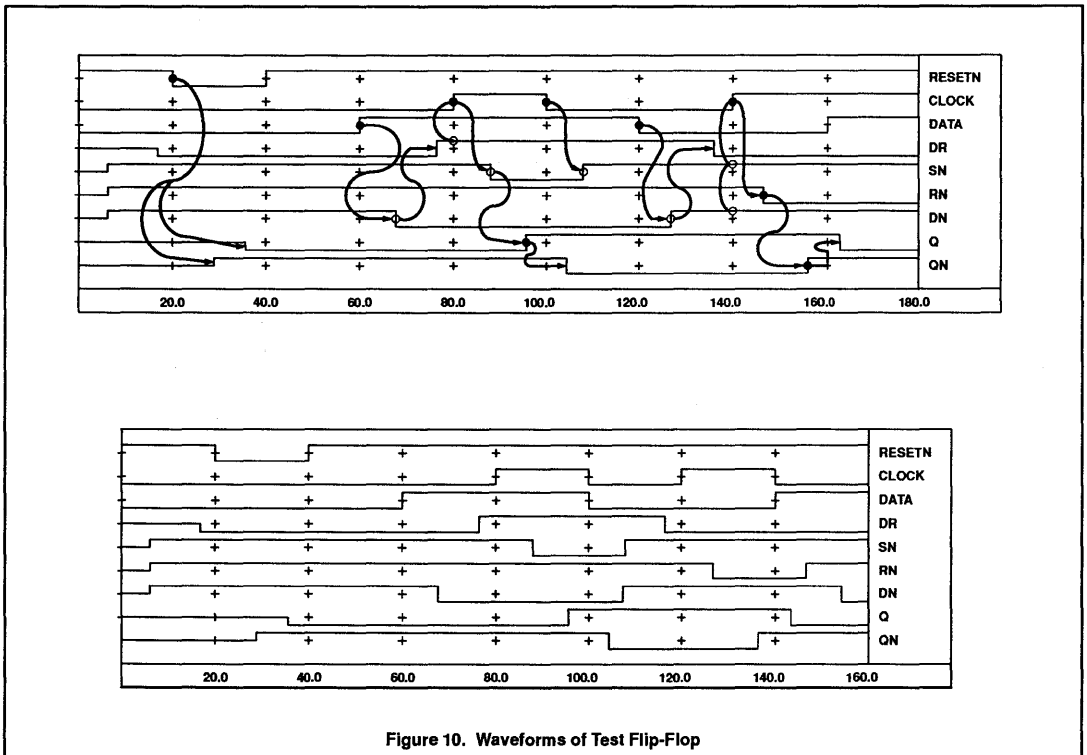 RESETN
CLOCK
DATA
DR
SN
RN
DN
Q
QN
20.0 40.0 60.0 80.0 100.0 120.0 140.0 160.0 180.0
RESETN
CLOCK
DATA
DR
SN
RN
DN
Q
QN
20.0 40.0 60.0 80.0 100.0 120.0 140.0 160.0
Figure 10. Waveforms of Test Flip-Flop